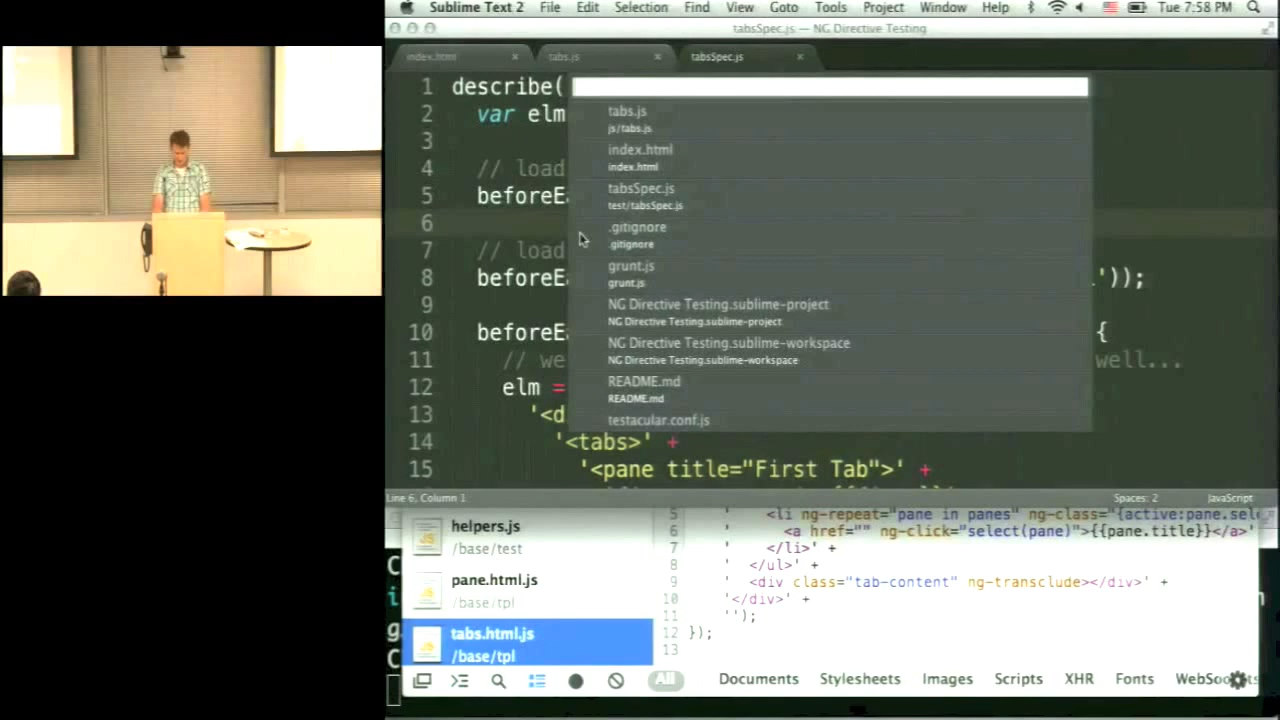 Sublime Text 2 File Edit Selection Find View Goto Tools Project Window Help Tue 7:58 PM
tabsSpec.js — NG Directive Testing
index.html tabs.js tabsSpec.js
1 describe(
2 var elm
3
4 // load
5 beforeEa
6
7 // load
8 beforeEa '));
9
10 beforeEa {
11 // we well...
12 elm =
13 '<d
14 '<tabs>' +
15 '<pane title="First Tab">' +
tabs.js
js/tabs.js
index.html
index.html
tabsSpec.js
test/tabsSpec.js
.gitignore
.gitignore
grunt.js
grunt.js
NG Directive Testing.sublime-project
NG Directive Testing.sublime-project
NG Directive Testing.sublime-workspace
NG Directive Testing.sublime-workspace
README.md
README.md
testacular.conf.js
Line 6, Column 1 Spaces: 2 JavaScript
helpers.js
/base/test
pane.html.js
/base/tpl
tabs.html.js
/base/tpl
5 ' <li ng-repeat="pane in panes" ng-class="{active:pane.sel
6 ' <a href="" ng-click="select(pane)">{{pane.title}}</a>'
7 ' </li>' +
8 ' </ul>' +
9 ' <div class="tab-content" ng-transclude></div>' +
10 '</div>' +
11 '');
12 });
13
All Documents Stylesheets Images Scripts XHR Fonts